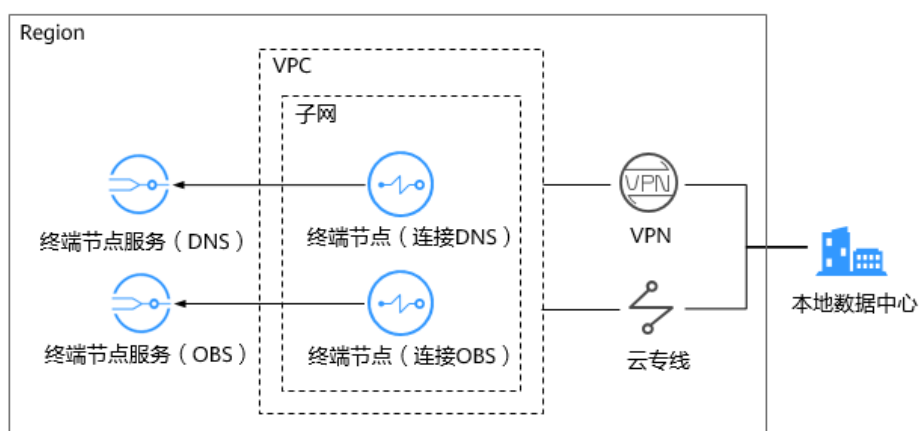 Region
VPC
子网
VPN
终端节点服务（DNS）
终端节点（连接DNS）
VPN
本地数据中心
终端节点服务（OBS）
终端节点（连接OBS）
云专线